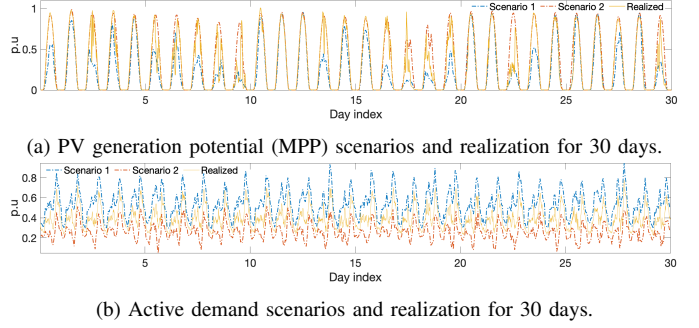 Scenario 1 Scenario 2 Realized
1
0.5
0
p.u
5 10 15 20 25 30
Day index
(a) PV generation potential (MPP) scenarios and realization for 30 days.
Scenario 1 Scenario 2 Realized
0.8
0.6
0.4
0.2
p.u
5 10 15 20 25 30
Day index
(b) Active demand scenarios and realization for 30 days.